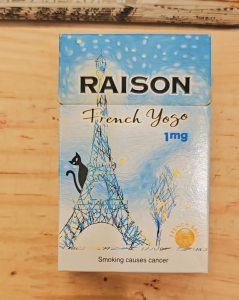 RAISON
French Yogo
1mg
Smoking causes cancer